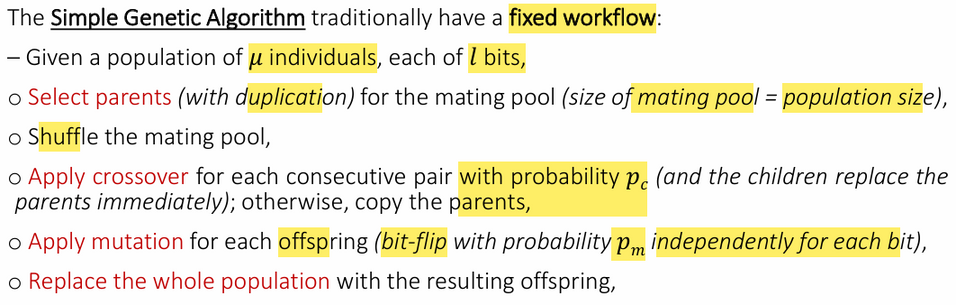 The Simple Genetic Algorithm traditionally have a fixed workflow:
– Given a population of μ individuals, each of l bits,
o Select parents (with duplication) for the mating pool (size of mating pool = population size),
o Shuffle the mating pool,
o Apply crossover for each consecutive pair with probability p_c (and the children replace the
parents immediately); otherwise, copy the parents,
o Apply mutation for each offspring (bit-flip with probability p_m independently for each bit),
o Replace the whole population with the resulting offspring,